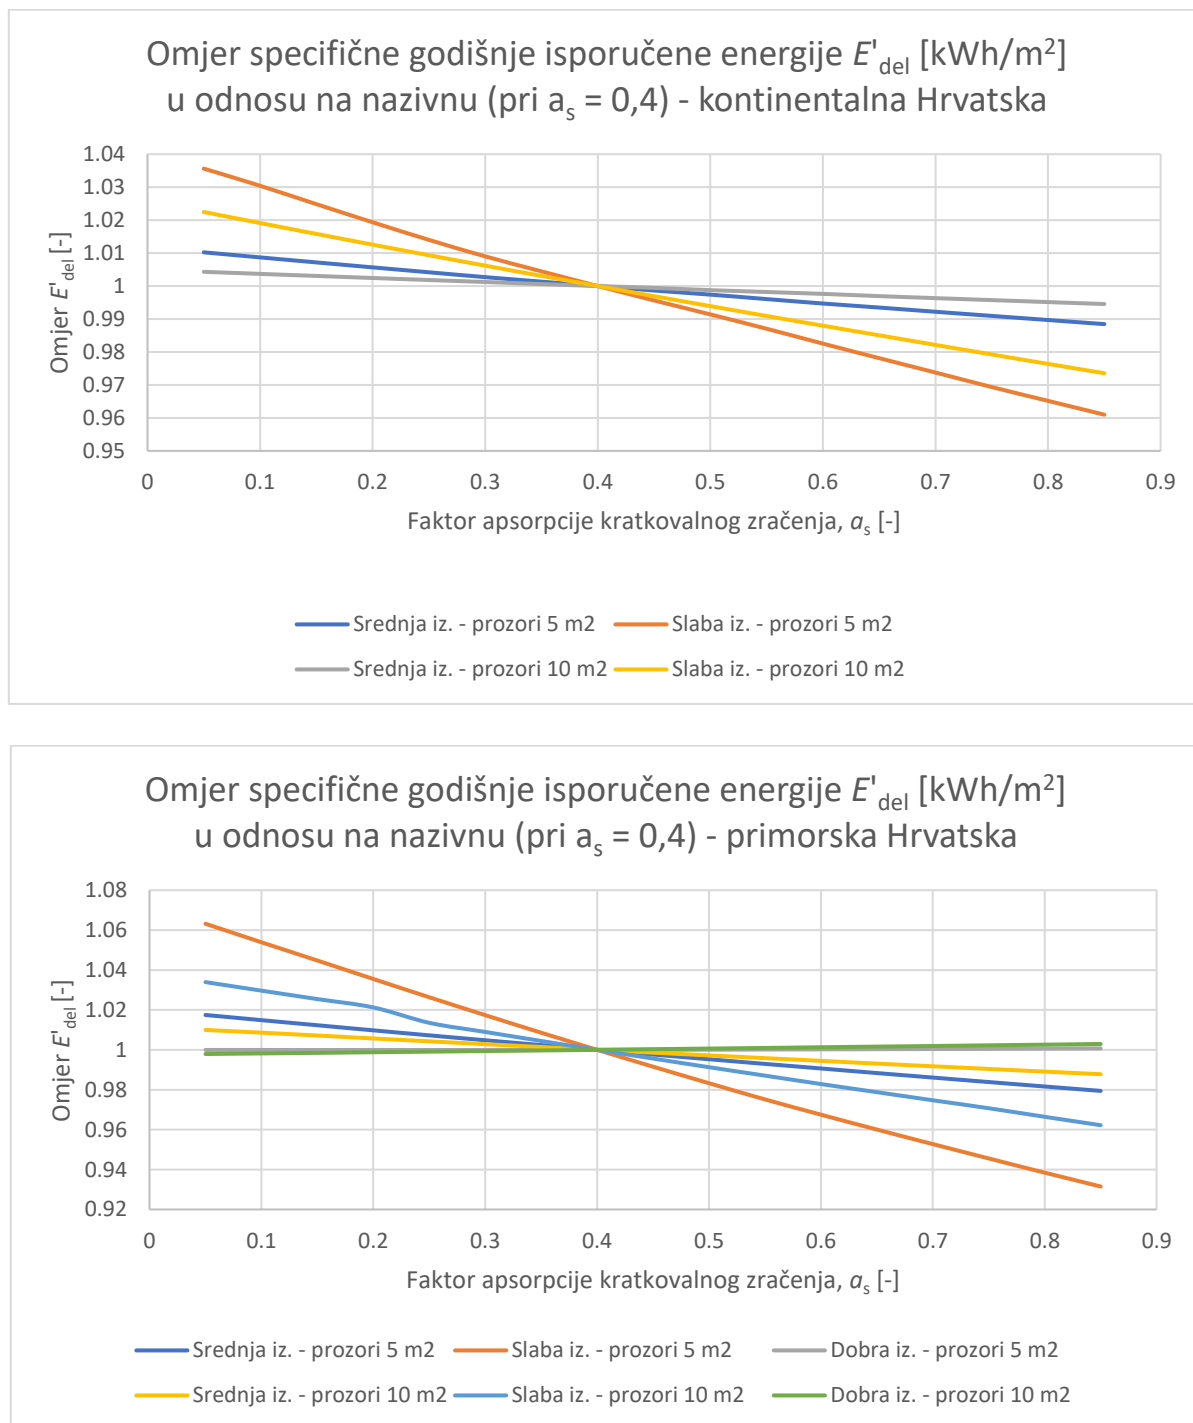 Omjer specifične godišnje isporučene energije E'del [kWh/m²]
u odnosu na nazivnu (pri as = 0,4) - kontinentalna Hrvatska
Omjer E'del [-]
1.04
1.03
1.02
1.01
1
0.99
0.98
0.97
0.96
0.95
0 0.1 0.2 0.3 0.4 0.5 0.6 0.7 0.8 0.9
Faktor apsorpcije kratkovalnog zračenja, as [-]
Srednja iz. - prozori 5 m2 Slaba iz. - prozori 5 m2
Srednja iz. - prozori 10 m2 Slaba iz. - prozori 10 m2
Omjer specifične godišnje isporučene energije E'del [kWh/m²]
u odnosu na nazivnu (pri as = 0,4) - primorska Hrvatska
Omjer E'del [-]
1.08
1.06
1.04
1.02
1
0.98
0.96
0.94
0.92
0 0.1 0.2 0.3 0.4 0.5 0.6 0.7 0.8 0.9
Faktor apsorpcije kratkovalnog zračenja, as [-]
Srednja iz. - prozori 5 m2 Slaba iz. - prozori 5 m2 Dobra iz. - prozori 5 m2
Srednja iz. - prozori 10 m2 Slaba iz. - prozori 10 m2 Dobra iz. - prozori 10 m2